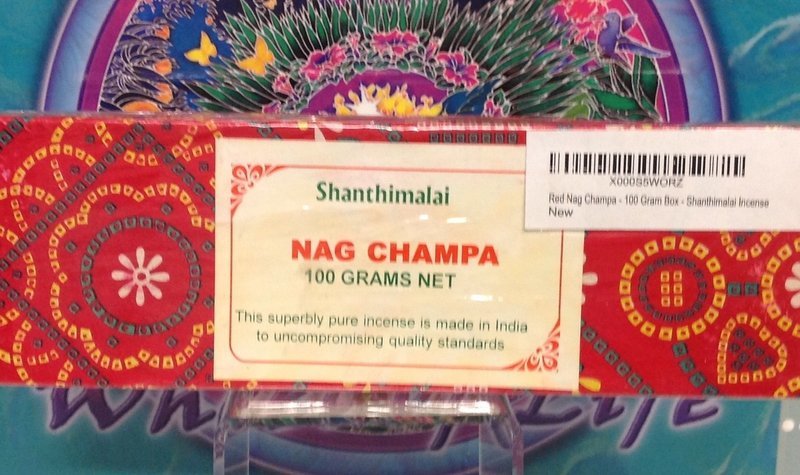 Shanthimalai
NAG CHAMPA
100 GRAMS NET
This superbly pure incense is made in India
to uncompromising quality standards
X000S5WORZ
Red Nag Champa - 100 Gram Box - Shanthimalai Incense
New
Life